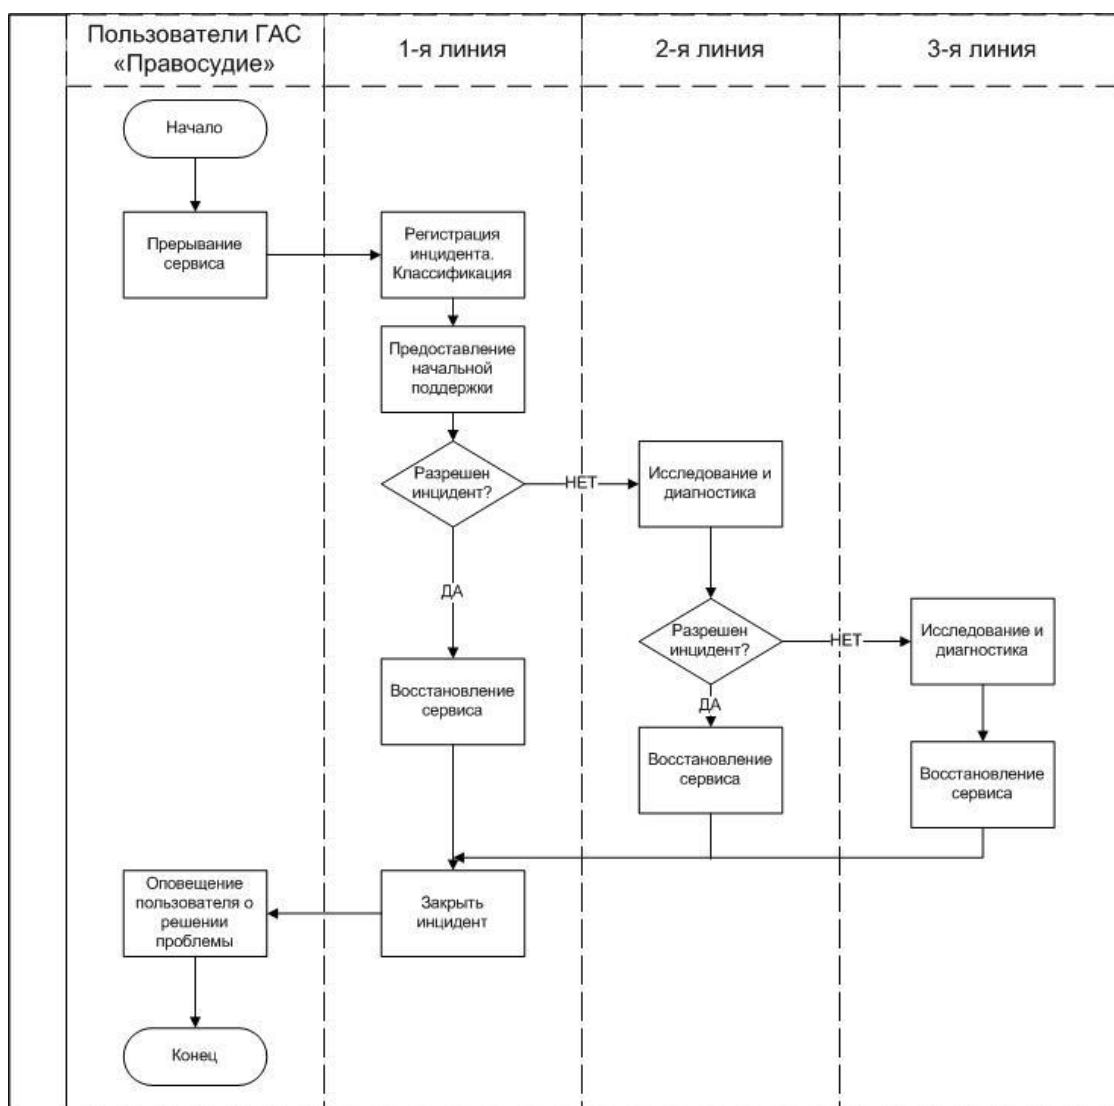 Пользователи ГАС
«Правосудие»
1-я линия
2-я линия
3-я линия
Начало
Прерывание
сервиса
Регистрация
инцидента.
Классификация
Предоставление
начальной
поддержки
Разрешен
инцидент?
НЕТ
Исследование и
диагностика
ДА
Разрешен
инцидент?
НЕТ
Исследование и
диагностика
ДА
Восстановление
сервиса
Восстановление
сервиса
Восстановление
сервиса
Закрыть
инцидент
Оповещение
пользователя о
решении
проблемы
Конец